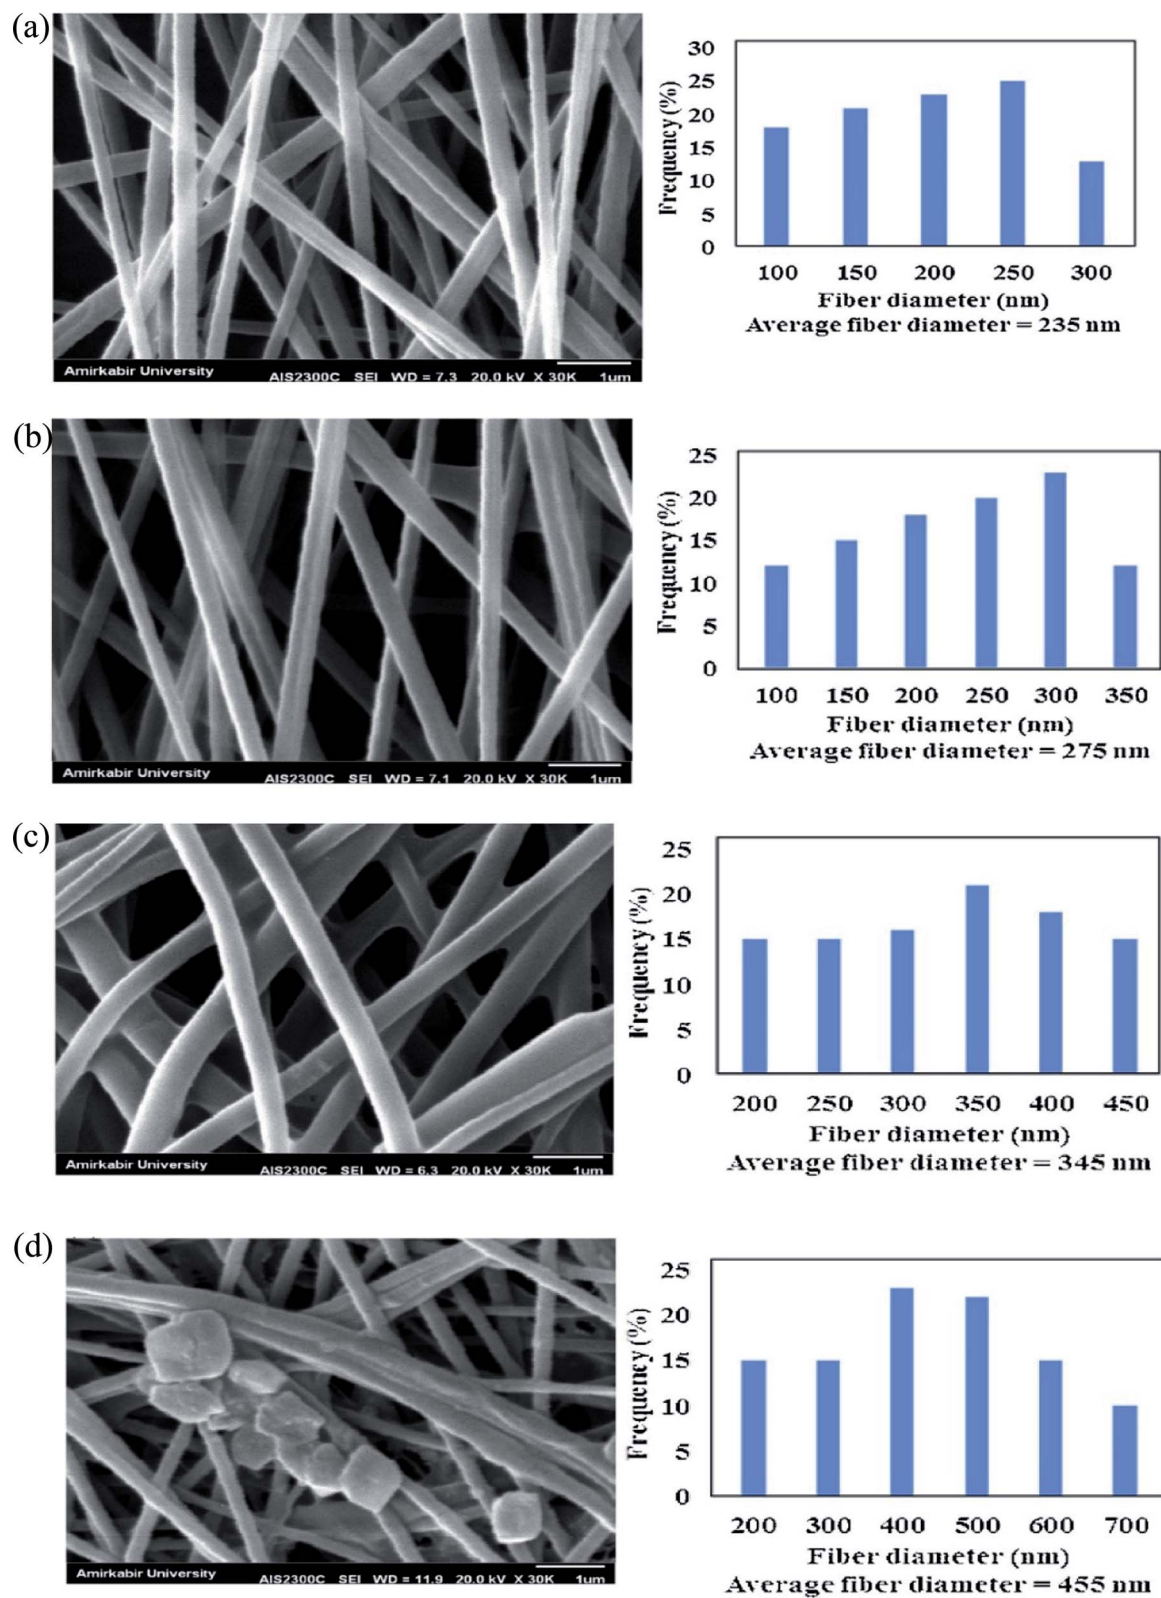 (a)
30
25
20
15
10
5
0
Frequency (%)
100 150 200 250 300
Fiber diameter (nm)
Average fiber diameter = 235 nm
Amirkabir University
AIS2300C SEI WD = 7.3 20.0 kV X 30K 1um
(b)
25
20
15
10
5
0
Frequency (%)
100 150 200 250 300 350
Fiber diameter (nm)
Average fiber diameter = 275 nm
Amirkabir University
AIS2300C SEI WD = 7.1 20.0 kV X 30K 1um
(c)
25
20
15
10
5
0
Frequency (%)
200 250 300 350 400 450
Fiber diameter (nm)
Average fiber diameter = 345 nm
Amirkabir University
AIS2300C SEI WD = 6.3 20.0 kV X 30K 1um
(d)
25
20
15
10
5
0
Frequency (%)
200 300 400 500 600 700
Fiber diameter (nm)
Average fiber diameter = 455 nm
Amirkabir University
AIS2300C SEI WD = 11.9 20.0 kV X 30K 1um